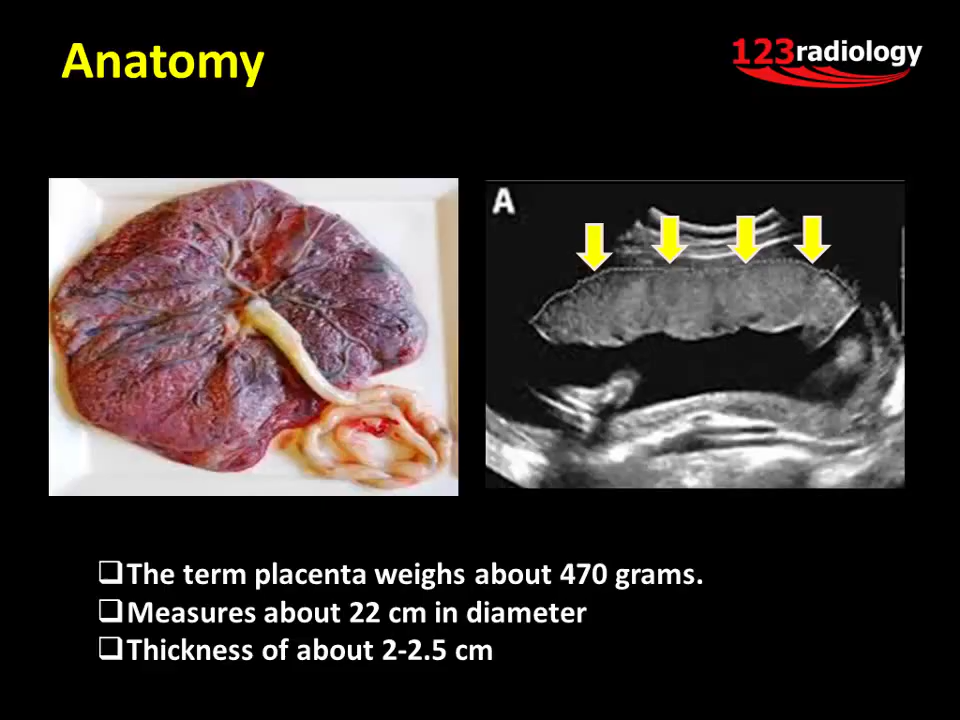 Anatomy
123radiology
A
The term placenta weighs about 470 grams.
Measures about 22 cm in diameter
Thickness of about 2-2.5 cm